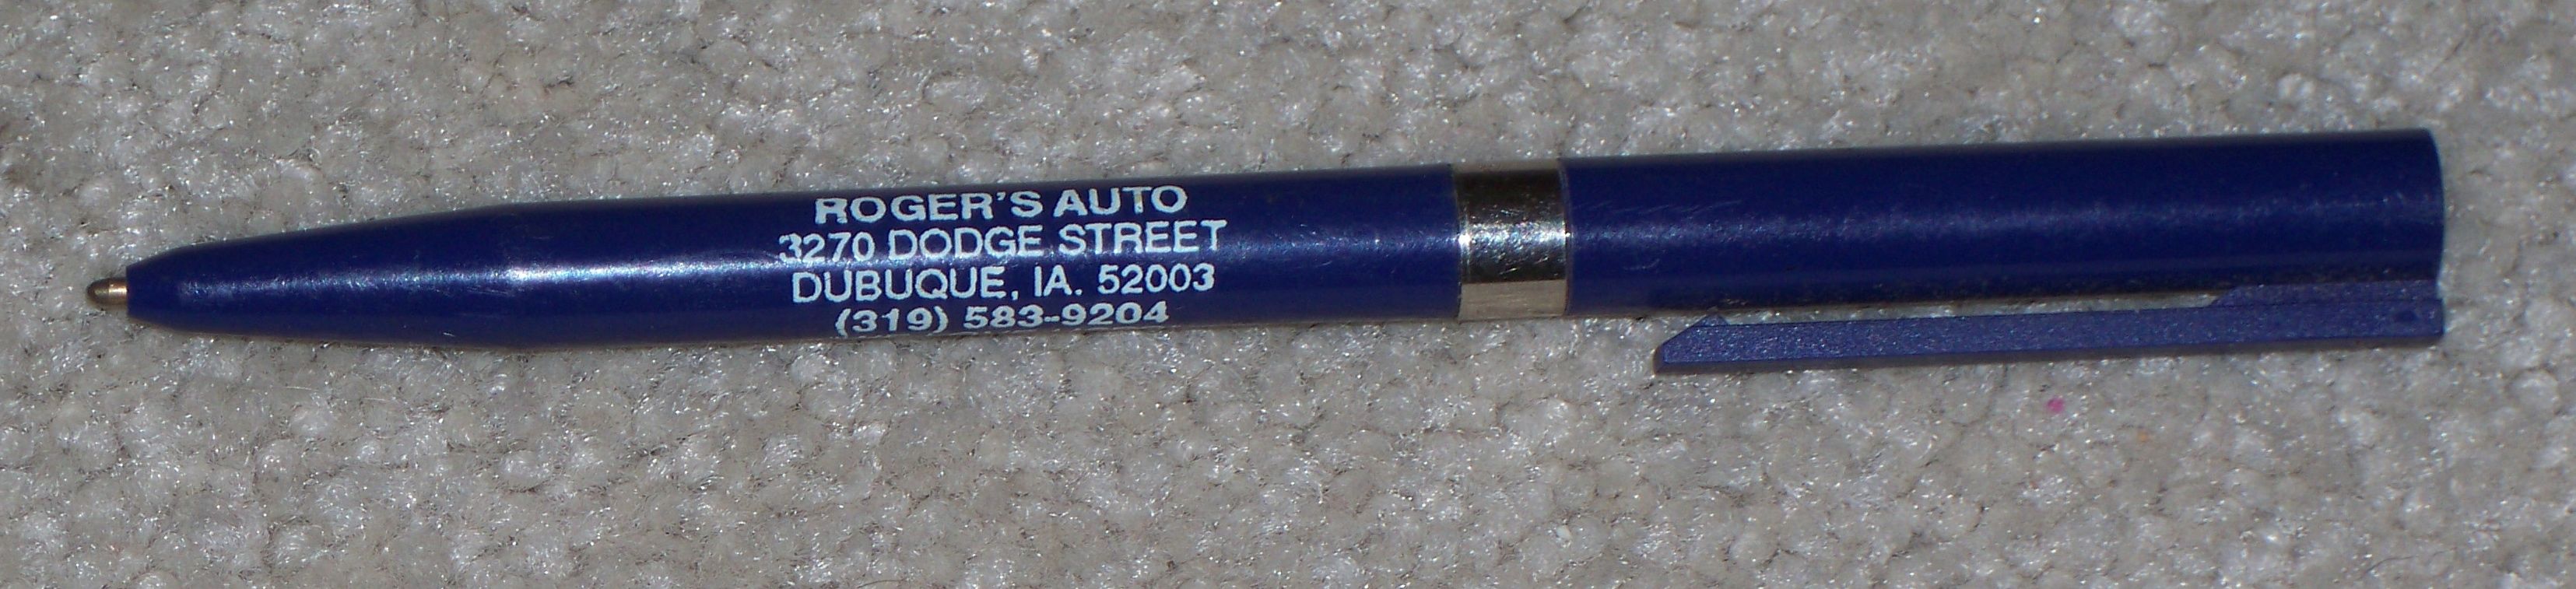 ROGER'S AUTO
3270 DODGE STREET
DUBUQUE, IA. 52003
(319) 583-9204